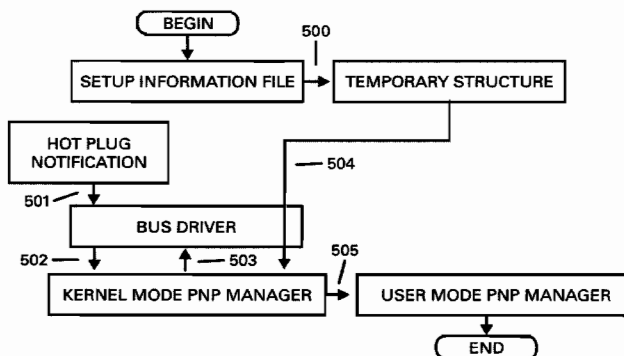 BEGIN
500
SETUP INFORMATION FILE
TEMPORARY STRUCTURE
HOT PLUG
NOTIFICATION
504
501
BUS DRIVER
502
503
505
KERNEL MODE PNP MANAGER
USER MODE PNP MANAGER
END